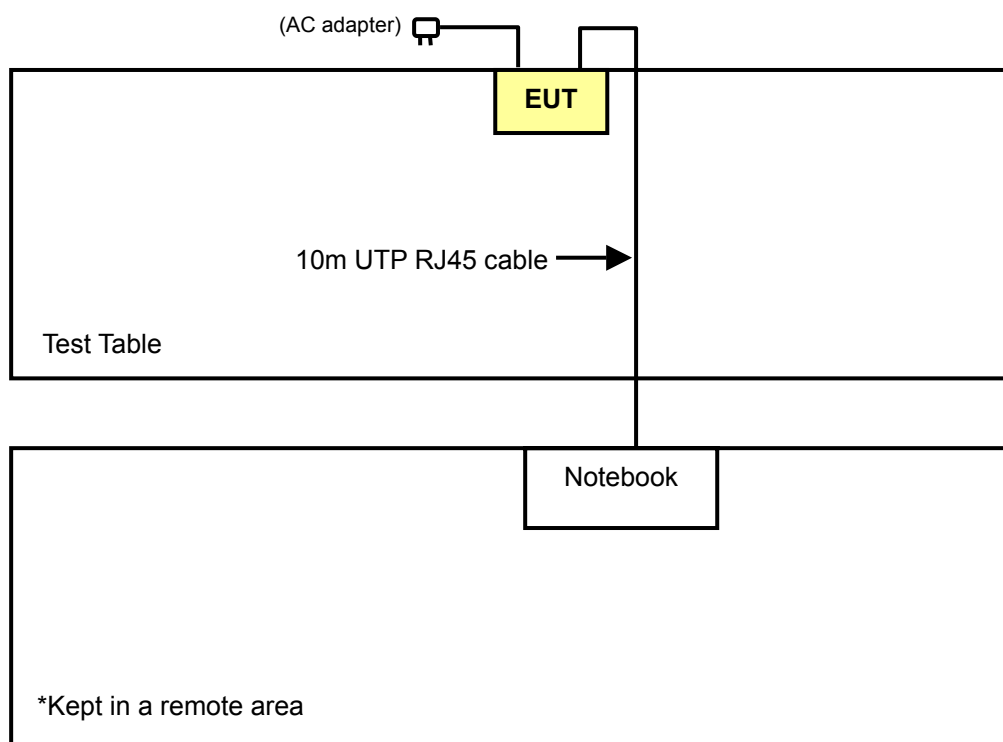 (AC adapter)
EUT
10m UTP RJ45 cable
Test Table
Notebook
*Kept in a remote area